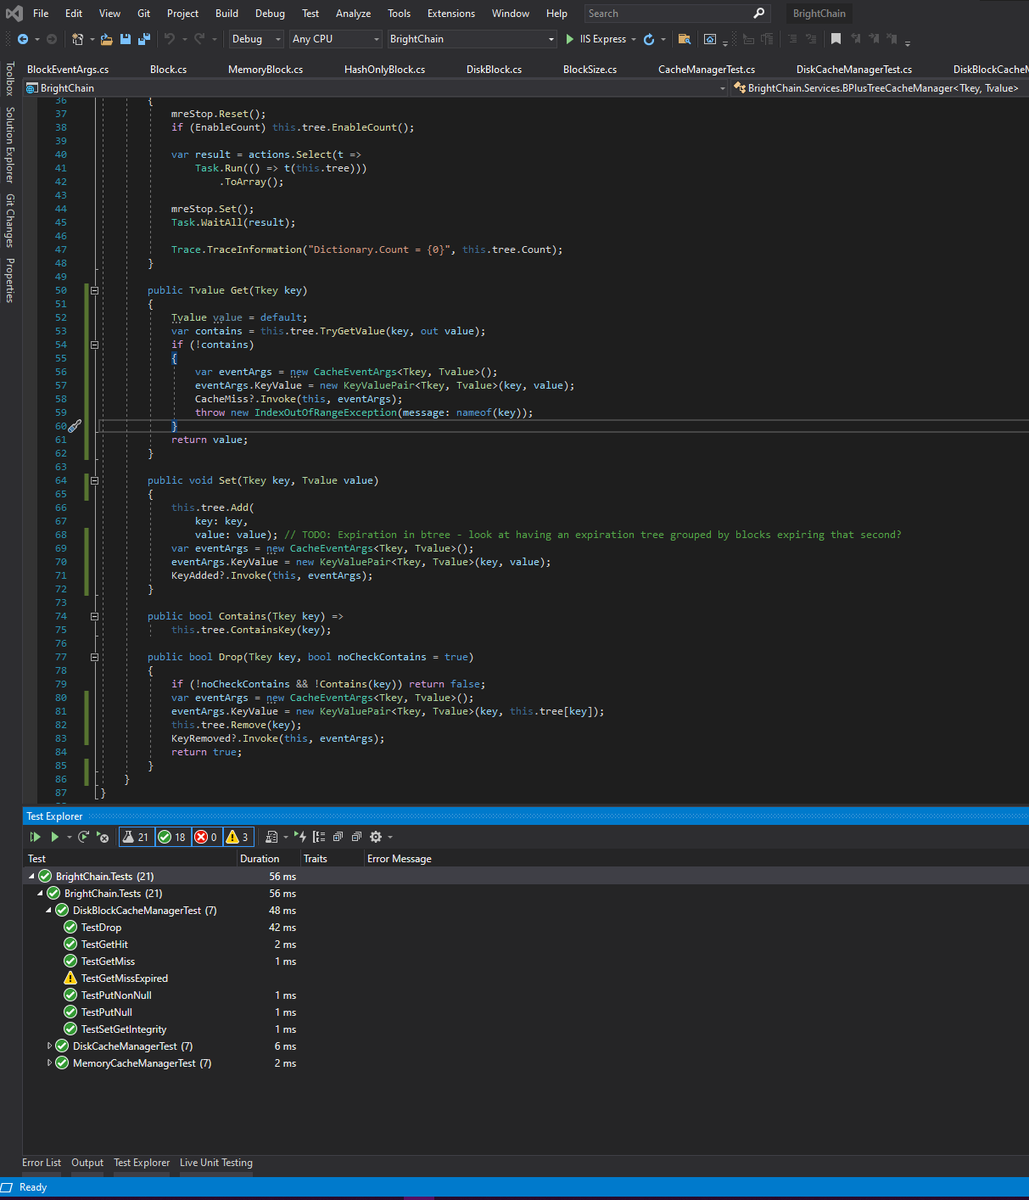 File Edit View Git Project Build Debug Test Analyze Tools Extensions Window Help Search BrightChain
Debug Any CPU BrightChain IIS Express
BlockEventArgs.cs Block.cs MemoryBlock.cs HashOnlyBlock.cs DiskBlock.cs BlockSize.cs CacheManagerTest.cs DiskCacheManagerTest.cs DiskBlockCacheM
Toolbox
Solution Explorer
Git Changes
Properties
BrightChain BrightChain.Services.BPlusTreeCacheManager<Tkey, Tvalue>
36 {
37 mreStop.Reset();
38 if (EnableCount) this.tree.EnableCount();
39
40 var result = actions.Select(t =>
41 Task.Run(() => t(this.tree)))
42 .ToArray();
43
44 mreStop.Set();
45 Task.WaitAll(result);
46
47 Trace.TraceInformation("Dictionary.Count = {0}", this.tree.Count);
48 }
49
50 public Tvalue Get(Tkey key)
51 {
52 Tvalue value = default;
53 var contains = this.tree.TryGetValue(key, out value);
54 if (!contains)
55 {
56 var eventArgs = new CacheEventArgs<Tkey, Tvalue>();
57 eventArgs.KeyValue = new KeyValuePair<Tkey, Tvalue>(key, value);
58 CacheMiss?.Invoke(this, eventArgs);
59 throw new IndexOutOfRangeException(message: nameof(key));
60 }
61 return value;
62 }
63
64 public void Set(Tkey key, Tvalue value)
65 {
66 this.tree.Add(
67 key: key,
68 value: value); // TODO: Expiration in btree - look at having an expiration tree grouped by blocks expiring that second?
69 var eventArgs = new CacheEventArgs<Tkey, Tvalue>();
70 eventArgs.KeyValue = new KeyValuePair<Tkey, Tvalue>(key, value);
71 KeyAdded?.Invoke(this, eventArgs);
72 }
73
74 public bool Contains(Tkey key) =>
75 this.tree.ContainsKey(key);
76
77 public bool Drop(Tkey key, bool noCheckContains = true)
78 {
79 if (!noCheckContains && !Contains(key)) return false;
80 var eventArgs = new CacheEventArgs<Tkey, Tvalue>();
81 eventArgs.KeyValue = new KeyValuePair<Tkey, Tvalue>(key, this.tree[key]);
82 this.tree.Remove(key);
83 KeyRemoved?.Invoke(this, eventArgs);
84 return true;
85 }
86 }
87 }
Test Explorer
21 18 0 3
Test Duration Traits Error Message
BrightChain.Tests (21) 56 ms
BrightChain.Tests (21) 56 ms
DiskBlockCacheManagerTest (7) 48 ms
TestDrop 42 ms
TestGetHit 2 ms
TestGetMiss 1 ms
TestGetMissExpired
TestPutNonNull 1 ms
TestPutNull 1 ms
TestSetGetIntegrity 1 ms
DiskCacheManagerTest (7) 6 ms
MemoryCacheManagerTest (7) 2 ms
Error List Output Test Explorer Live Unit Testing
Ready